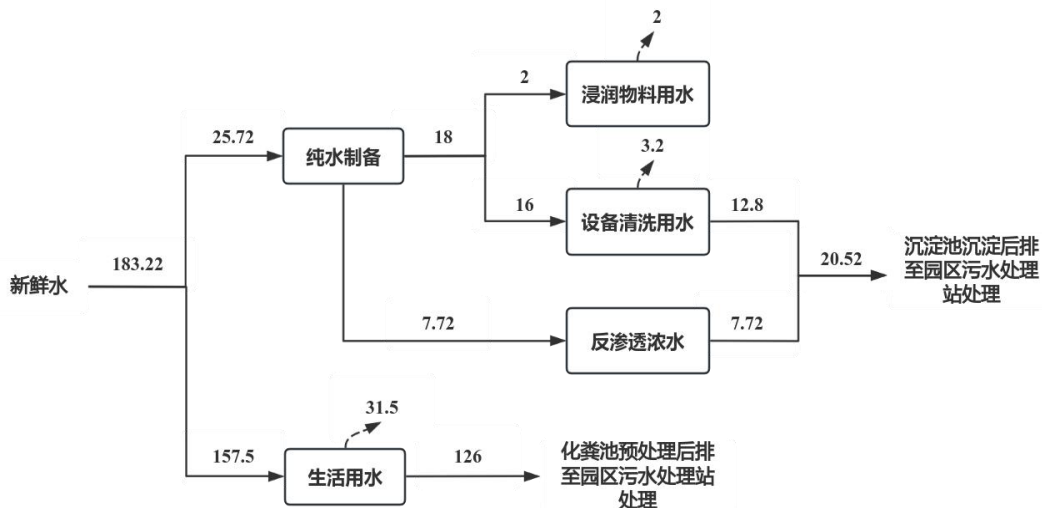 2
2
浸润物料用水
25.72
纯水制备
18
3.2
16
设备清洗用水
12.8
183.22
新鲜水
20.52
沉淀池沉淀后排
至园区污水处理
站处理
7.72
反渗透浓水
7.72
31.5
157.5
生活用水
126
化粪池预处理后排
至园区污水处理站
处理